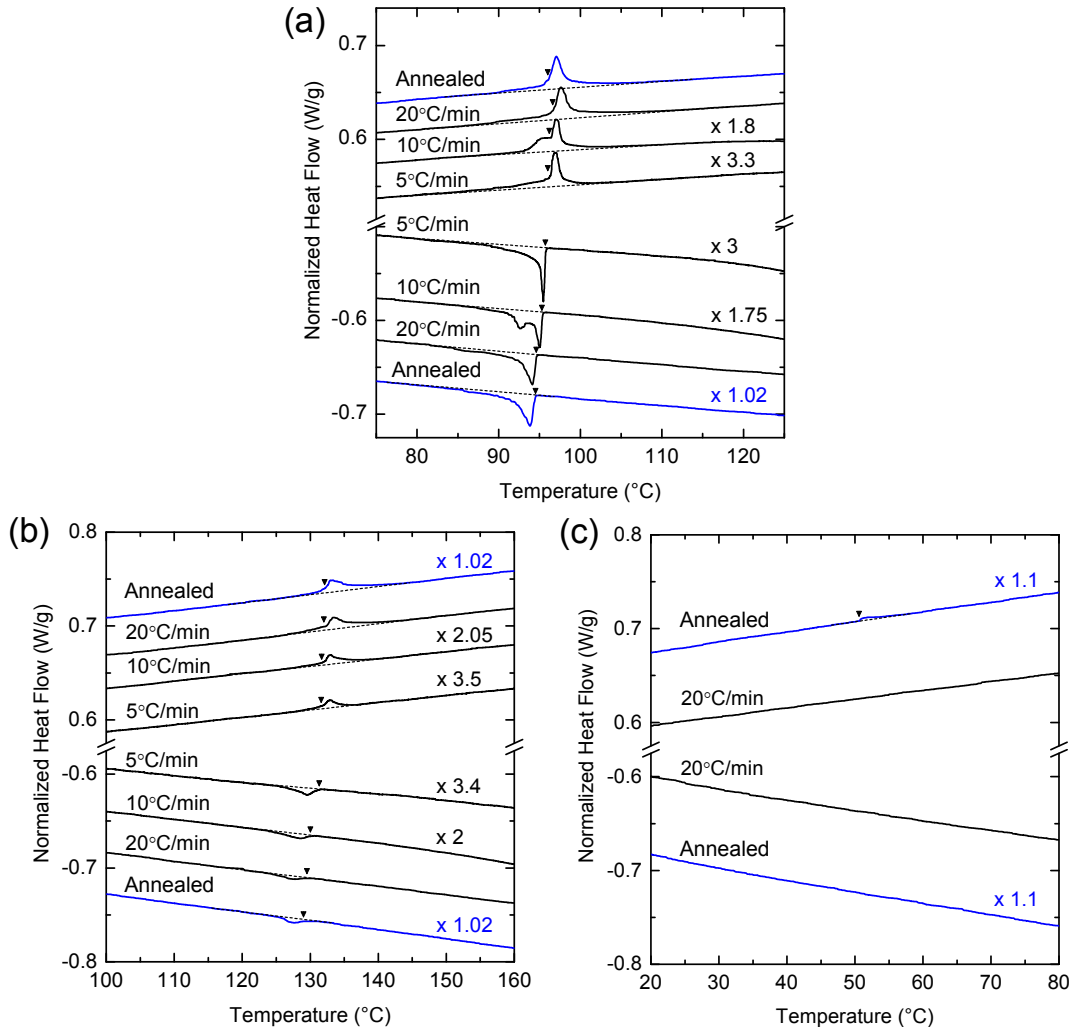 (a)
0.7
0.6
-0.6
-0.7
Normalized Heat Flow (W/g)
Annealed
20°C/min
10°C/min
x 1.8
5°C/min
x 3.3
5°C/min
x 3
10°C/min
x 1.75
20°C/min
Annealed
x 1.02
80 90 100 110 120
Temperature (°C)
(b)
0.8
0.7
0.6
-0.6
-0.7
-0.8
Normalized Heat Flow (W/g)
Annealed
x 1.02
20°C/min
10°C/min
x 2.05
5°C/min
x 3.5
5°C/min
x 3.4
10°C/min
x 2
20°C/min
Annealed
x 1.02
100 110 120 130 140 150 160
Temperature (°C)
(c)
0.8
0.7
0.6
-0.6
-0.7
-0.8
Normalized Heat Flow (W/g)
Annealed
x 1.1
20°C/min
20°C/min
Annealed
x 1.1
20 30 40 50 60 70 80
Temperature (°C)